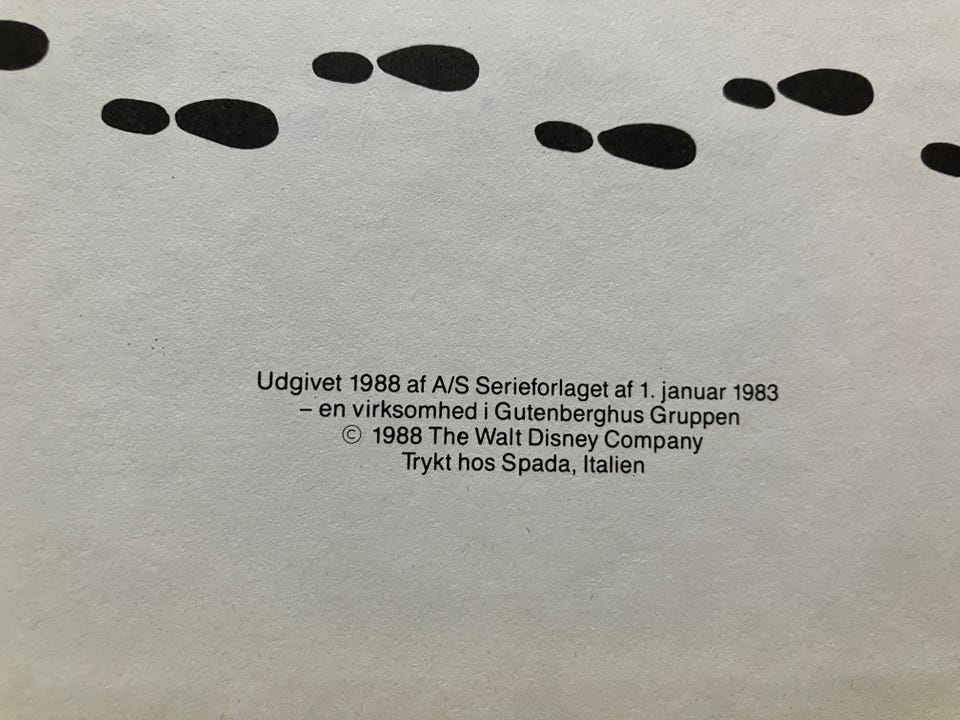 Udgivet 1988 af A/S Serieforlaget af 1. januar 1983
– en virksomhed i Gutenberghus Gruppen
© 1988 The Walt Disney Company
Trykt hos Spada, Italien